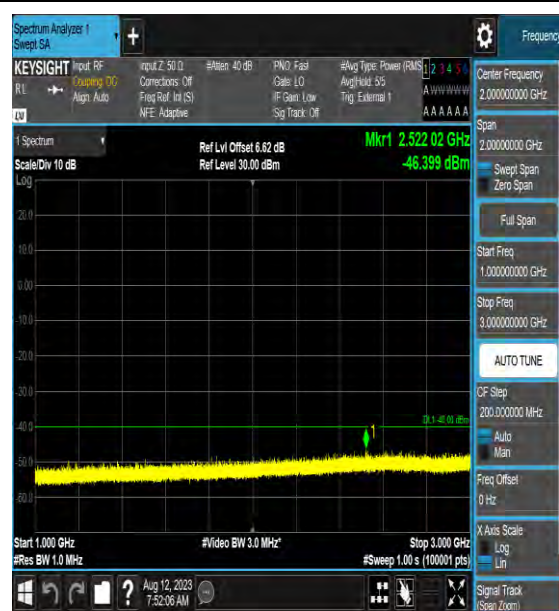 Spectrum Analyzer 1
Swept SA
+
Frequency
KEYSIGHT
Input: RF
Coupling: DC
Align: Auto
RL
LW
Input Z: 50 Ω
Corrections: Off
Freq Ref: Int (S)
NFE: Adaptive
#Atten: 40 dB
PNO: Fast
Gate: LO
IF Gain: Low
Sig Track: Off
#Avg Type: Power (RMS
Avg|Hold: 5/5
Trig: External 1
1 2 3 4 5 6
A W W W W W
A A A A A A
1 Spectrum
Scale/Div 10 dB
Log
Ref Lvl Offset 6.62 dB
Ref Level 30.00 dBm
Mkr1 2.522 02 GHz
-46.399 dBm
20.0
10.0
0.00
-10.0
-20.0
-30.0
-40.0
-50.0
-60.0
DL1 -40.00 dBm
1
Start 1.000 GHz
#Res BW 1.0 MHz
#Video BW 3.0 MHz*
Stop 3.000 GHz
#Sweep 1.00 s (100001 pts)
Center Frequency
2.000000000 GHz
Span
2.00000000 GHz
Swept Span
Zero Span
Full Span
Start Freq
1.000000000 GHz
Stop Freq
3.000000000 GHz
AUTO TUNE
CF Step
200.000000 MHz
Auto
Man
Freq Offset
0 Hz
X Axis Scale
Log
Lin
Signal Track
(Span Zoom)
?
Aug 12, 2023
7:52:06 AM